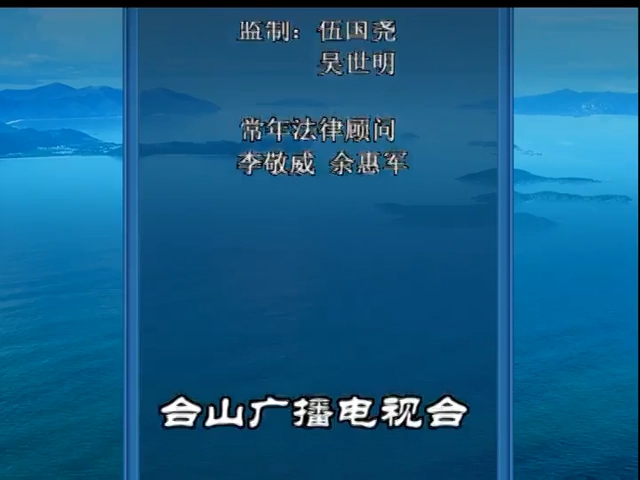 监制：伍国尧
吴世明
常年法律顾问
李敬威 余惠军
台山广播电视台